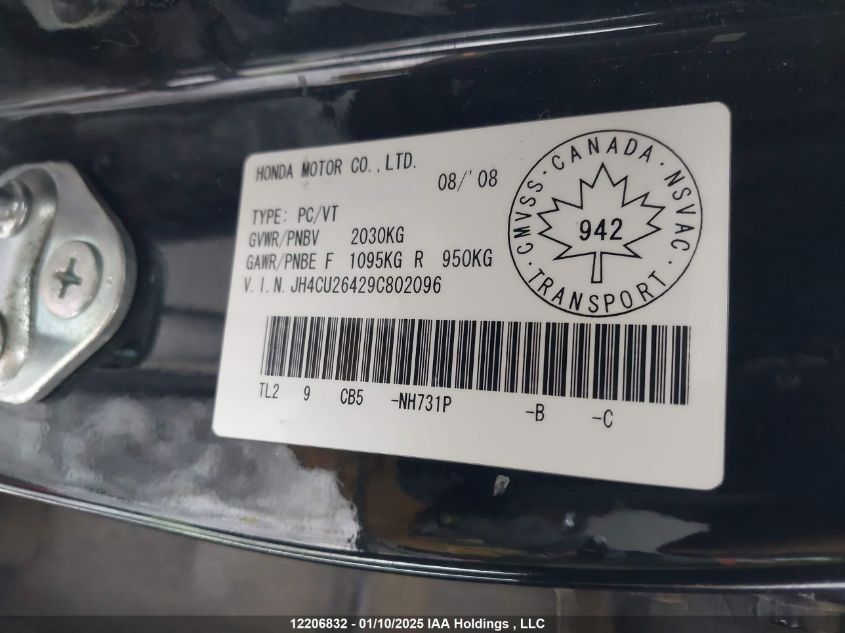 HONDA MOTOR CO.,LTD.
08/'08
TYPE: PC/VT
GVWR/PNBV 2030KG
GAWR/PNBE F 1095KG R 950KG
V.I.N. JH4CU26429C802096
CMVSS · CANADA · NSVAC · TRANSPORT ·
942
TL2 9 CB5 -NH731P -B -C
12206832 - 01/10/2025 IAA Holdings , LLC